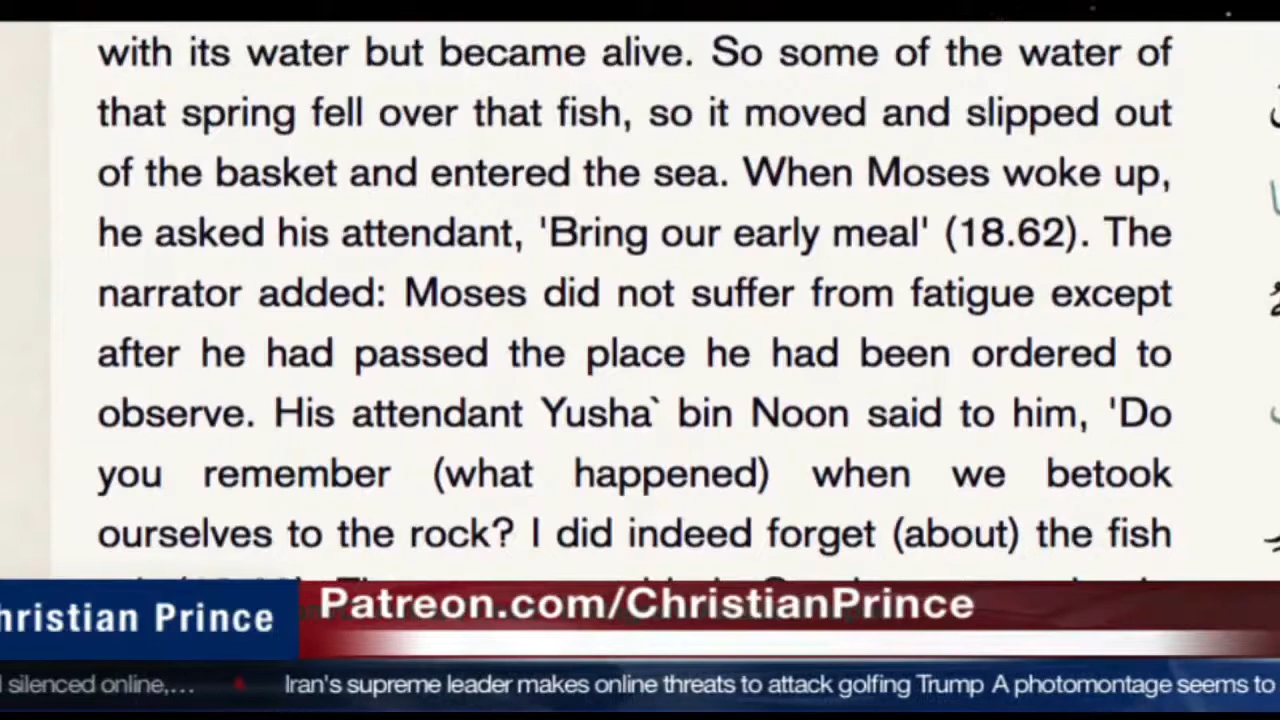 with its water but became alive. So some of the water of
that spring fell over that fish, so it moved and slipped out
of the basket and entered the sea. When Moses woke up,
he asked his attendant, 'Bring our early meal' (18.62). The
narrator added: Moses did not suffer from fatigue except
after he had passed the place he had been ordered to
observe. His attendant Yusha` bin Noon said to him, 'Do
you remember (what happened) when we betook
ourselves to the rock? I did indeed forget (about) the fish
hristian Prince
Patreon.com/ChristianPrince
silenced online,... Iran's supreme leader makes online threats to attack golfing Trump A photomontage seems to